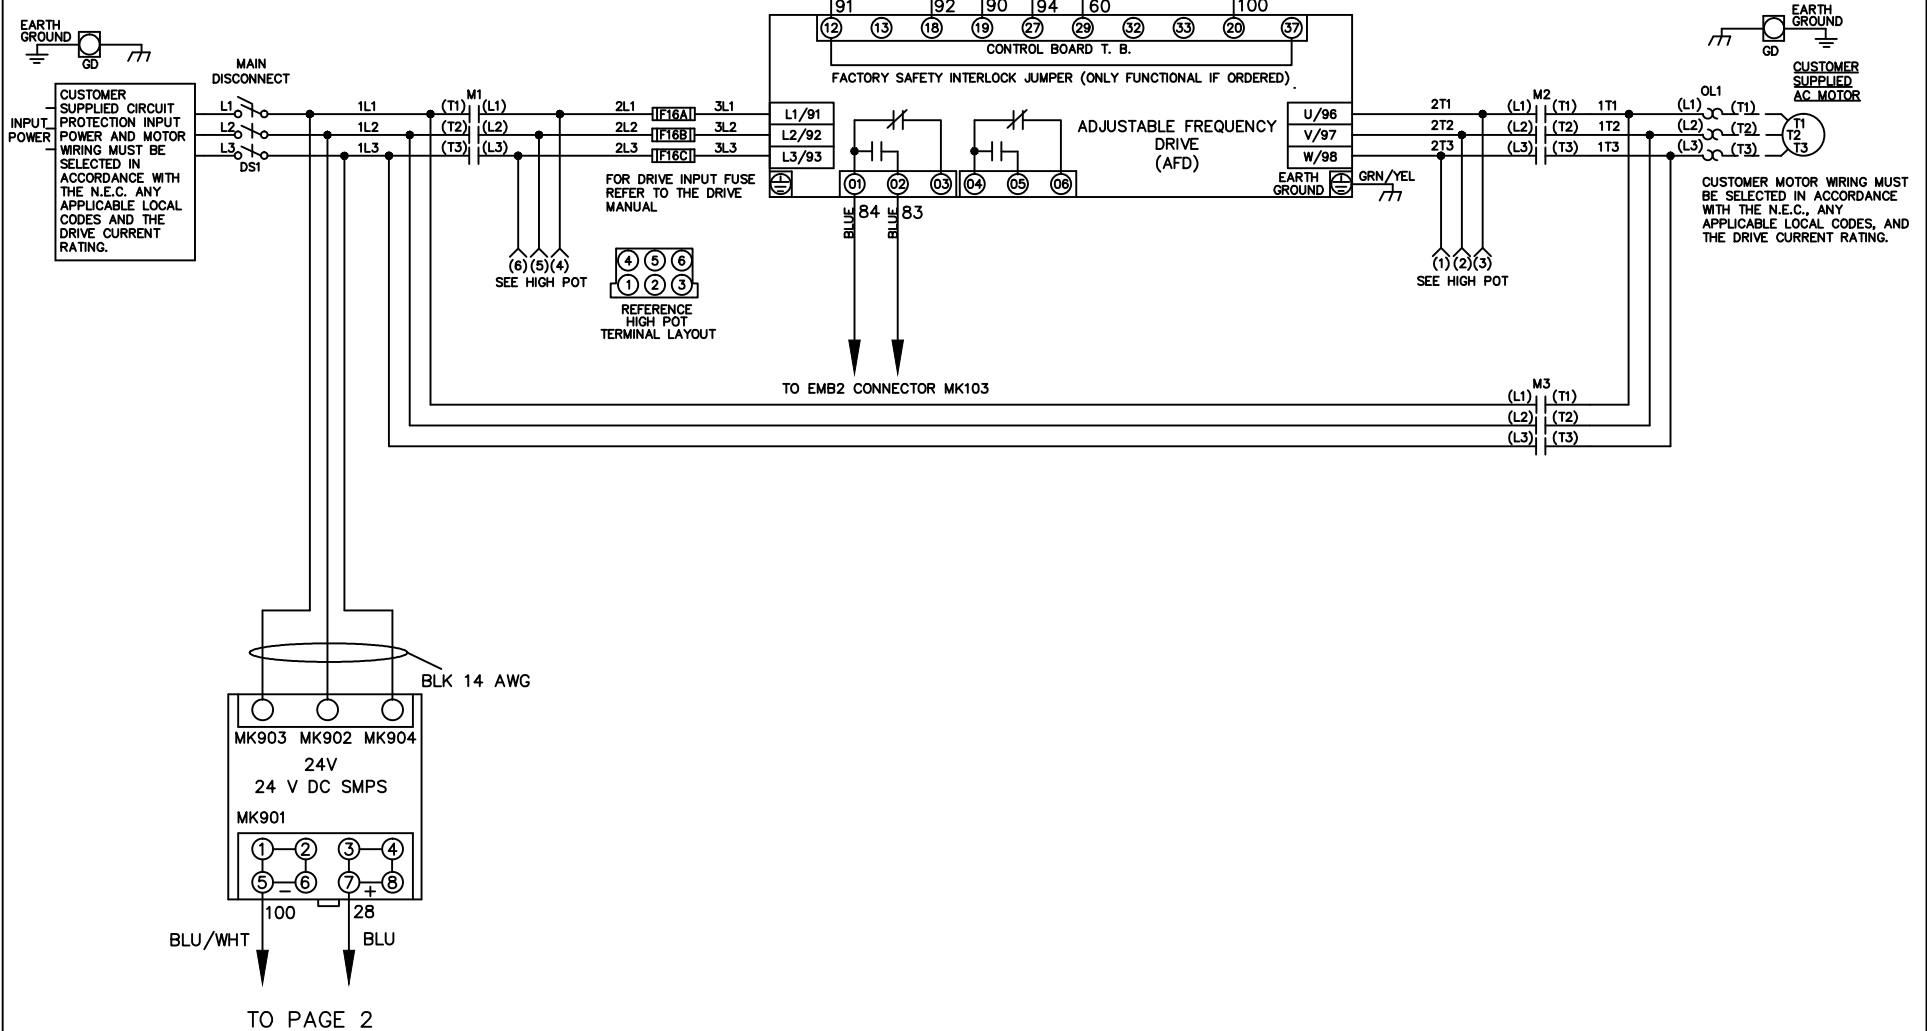 91 92 90 94 60 100
12 13 18 19 27 29 32 33 20 37
CONTROL BOARD T. B.
FACTORY SAFETY INTERLOCK JUMPER (ONLY FUNCTIONAL IF ORDERED)
EARTH
GROUND
GD
MAIN
DISCONNECT
INPUT
POWER
CUSTOMER
SUPPLIED CIRCUIT
PROTECTION INPUT
POWER AND MOTOR
WIRING MUST BE
SELECTED IN
ACCORDANCE WITH
THE N.E.C. ANY
APPLICABLE LOCAL
CODES AND THE
DRIVE CURRENT
RATING.
L1
L2
L3
DS1
1L1
1L2
1L3
M1
(T1) (L1)
(T2) (L2)
(T3) (L3)
2L1 F16A 3L1
2L2 F16B 3L2
2L3 F16C 3L3
FOR DRIVE INPUT FUSE
REFER TO THE DRIVE
MANUAL
(6) (5) (4)
SEE HIGH POT
4 5 6
1 2 3
REFERENCE
HIGH POT
TERMINAL LAYOUT
L1/91
L2/92
L3/93
01 02 03 04 05 06
BLUE 84 BLUE 83
TO EMB2 CONNECTOR MK103
ADJUSTABLE FREQUENCY
DRIVE
(AFD)
U/96
V/97
W/98
EARTH
GROUND
GRN/YEL
2T1
2T2
2T3
(1) (2) (3)
SEE HIGH POT
M2
(L1) (T1) 1T1
(L2) (T2) 1T2
(L3) (T3) 1T3
OL1
(L1) (T1)
(L2) (T2)
(L3) (T3)
T1
T2
T3
EARTH
GROUND
GD
CUSTOMER
SUPPLIED
AC MOTOR
CUSTOMER MOTOR WIRING MUST
BE SELECTED IN ACCORDANCE
WITH THE N.E.C., ANY
APPLICABLE LOCAL CODES, AND
THE DRIVE CURRENT RATING.
M3
(L1) (T1)
(L2) (T2)
(L3) (T3)
BLK 14 AWG
MK903 MK902 MK904
24V
24 V DC SMPS
MK901
1 2 3 4
5 6 7 8
− +
100 28
BLU/WHT BLU
TO PAGE 2